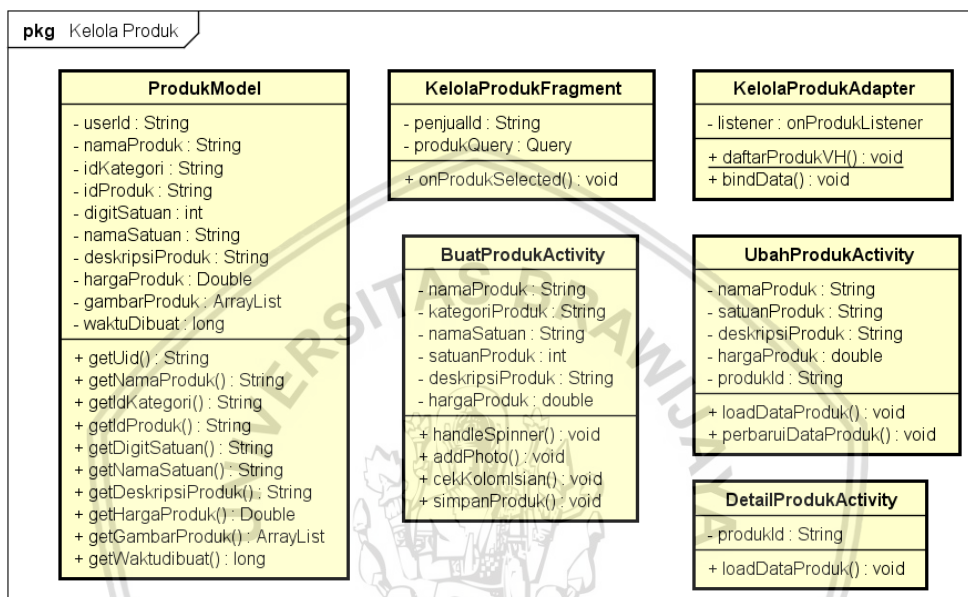 pkg Kelola Produk
ProdukModel
- userId : String
- namaProduk : String
- idKategori : String
- idProduk : String
- digitSatuan : int
- namaSatuan : String
- deskripsiProduk : String
- hargaProduk : Double
- gambarProduk : ArrayList
- waktuDibuat : long
+ getUid() : String
+ getNamaProduk() : String
+ getIdKategori() : String
+ getIdProduk() : String
+ getDigitSatuan() : String
+ getNamaSatuan() : String
+ getDeskripsiProduk() : String
+ getHargaProduk() : Double
+ getGambarProduk() : ArrayList
+ getWaktudibuat() : long
KelolaProdukFragment
- penjualId : String
- produkQuery : Query
+ onProdukSelected() : void
KelolaProdukAdapter
- listener : onProdukListener
+ daftarProdukVH() : void
+ bindData() : void
BuatProdukActivity
- namaProduk : String
- kategoriProduk : String
- namaSatuan : String
- satuanProduk : int
- deskripsiProduk : String
- hargaProduk : double
+ handleSpinner() : void
+ addPhoto() : void
+ cekKolomIsian() : void
+ simpanProduk() : void
UbahProdukActivity
- namaProduk : String
- satuanProduk : String
- deskripsiProduk : String
- hargaProduk : double
- produkId : String
+ loadDataProduk() : void
+ perbaruiDataProduk() : void
DetailProdukActivity
- produkId : String
+ loadDataProduk() : void
UNIVERSITAS BRAWIJAYA